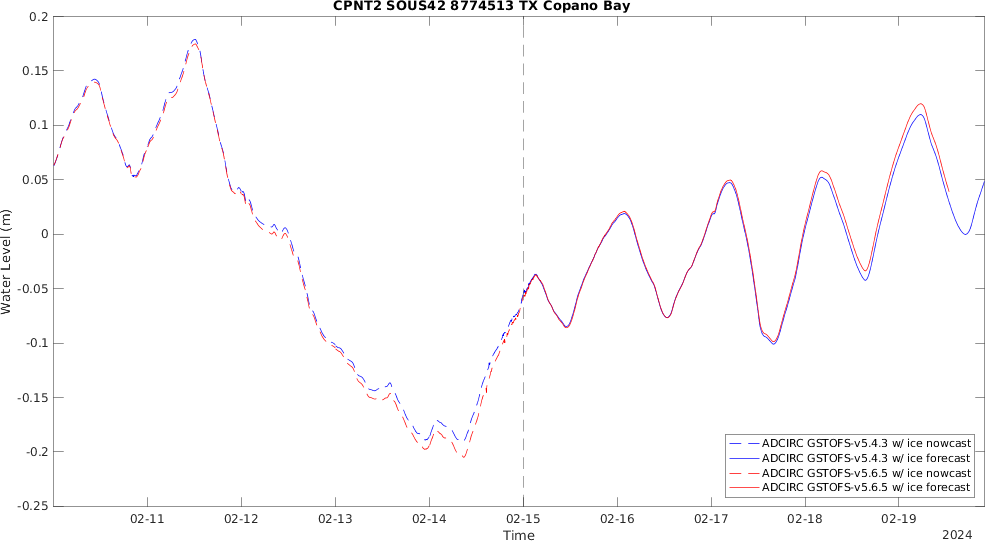 CPNT2 SOUS42 8774513 TX Copano Bay
0.2
0.15
0.1
0.05
0
-0.05
-0.1
-0.15
-0.2
-0.25
Water Level (m)
02-11
02-12
02-13
02-14
02-15
02-16
02-17
02-18
02-19
Time
2024
ADCIRC GSTOFS-v5.4.3 w/ ice nowcast
ADCIRC GSTOFS-v5.4.3 w/ ice forecast
ADCIRC GSTOFS-v5.6.5 w/ ice nowcast
ADCIRC GSTOFS-v5.6.5 w/ ice forecast